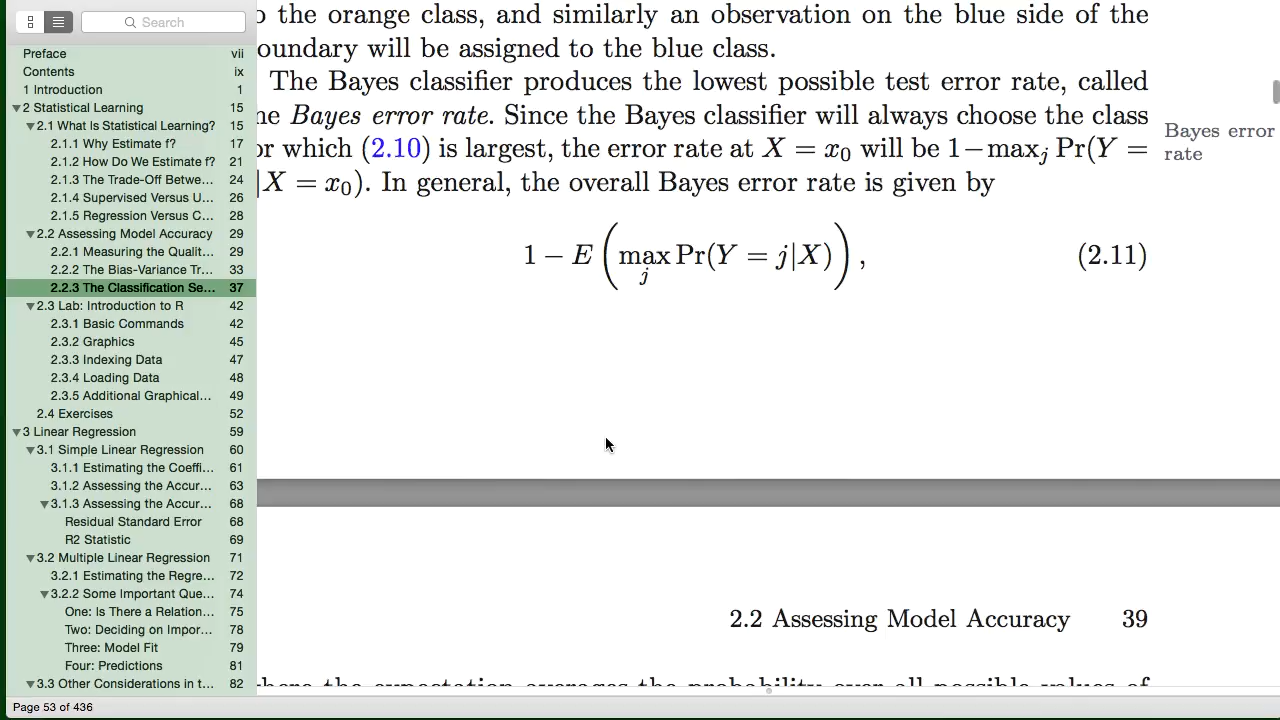 Search
Preface vii
Contents ix
1 Introduction 1
2 Statistical Learning 15
2.1 What Is Statistical Learning? 15
2.1.1 Why Estimate f? 17
2.1.2 How Do We Estimate f? 21
2.1.3 The Trade-Off Betwe... 24
2.1.4 Supervised Versus U... 26
2.1.5 Regression Versus C... 28
2.2 Assessing Model Accuracy 29
2.2.1 Measuring the Qualit... 29
2.2.2 The Bias-Variance Tr... 33
2.2.3 The Classification Se... 37
2.3 Lab: Introduction to R 42
2.3.1 Basic Commands 42
2.3.2 Graphics 45
2.3.3 Indexing Data 47
2.3.4 Loading Data 48
2.3.5 Additional Graphical... 49
2.4 Exercises 52
3 Linear Regression 59
3.1 Simple Linear Regression 60
3.1.1 Estimating the Coeffi... 61
3.1.2 Assessing the Accur... 63
3.1.3 Assessing the Accur... 68
Residual Standard Error 68
R2 Statistic 69
3.2 Multiple Linear Regression 71
3.2.1 Estimating the Regre... 72
3.2.2 Some Important Que... 74
One: Is There a Relation... 75
Two: Deciding on Impor... 78
Three: Model Fit 79
Four: Predictions 81
3.3 Other Considerations in t... 82
Page 53 of 436
o the orange class, and similarly an observation on the blue side of the
oundary will be assigned to the blue class.
The Bayes classifier produces the lowest possible test error rate, called
he Bayes error rate. Since the Bayes classifier will always choose the class
or which (2.10) is largest, the error rate at X = x₀ will be 1−maxⱼ Pr(Y =
|X = x₀). In general, the overall Bayes error rate is given by
1 − E(maxⱼ Pr(Y = j|X)), (2.11)
Bayes error
rate
2.2 Assessing Model Accuracy 39
where the expectation averages the probability over all possible values of